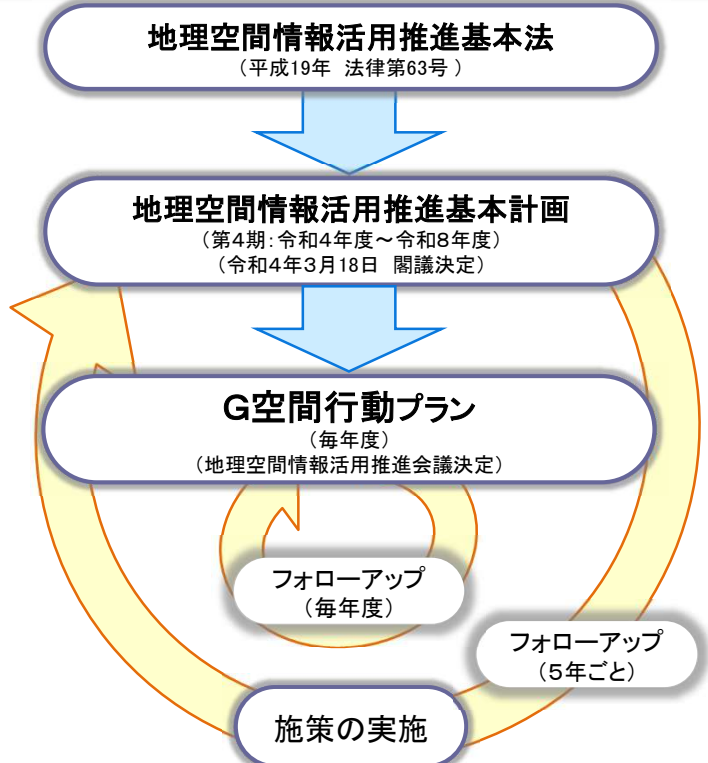 地理空間情報活用推進基本法
（平成19年 法律第63号 ）
地理空間情報活用推進基本計画
（第４期：令和４年度～令和８年度）
（令和４年３月18日 閣議決定）
Ｇ空間行動プラン
（毎年度）
（地理空間情報活用推進会議決定）
フォローアップ
（毎年度）
フォローアップ
（５年ごと）
施策の実施